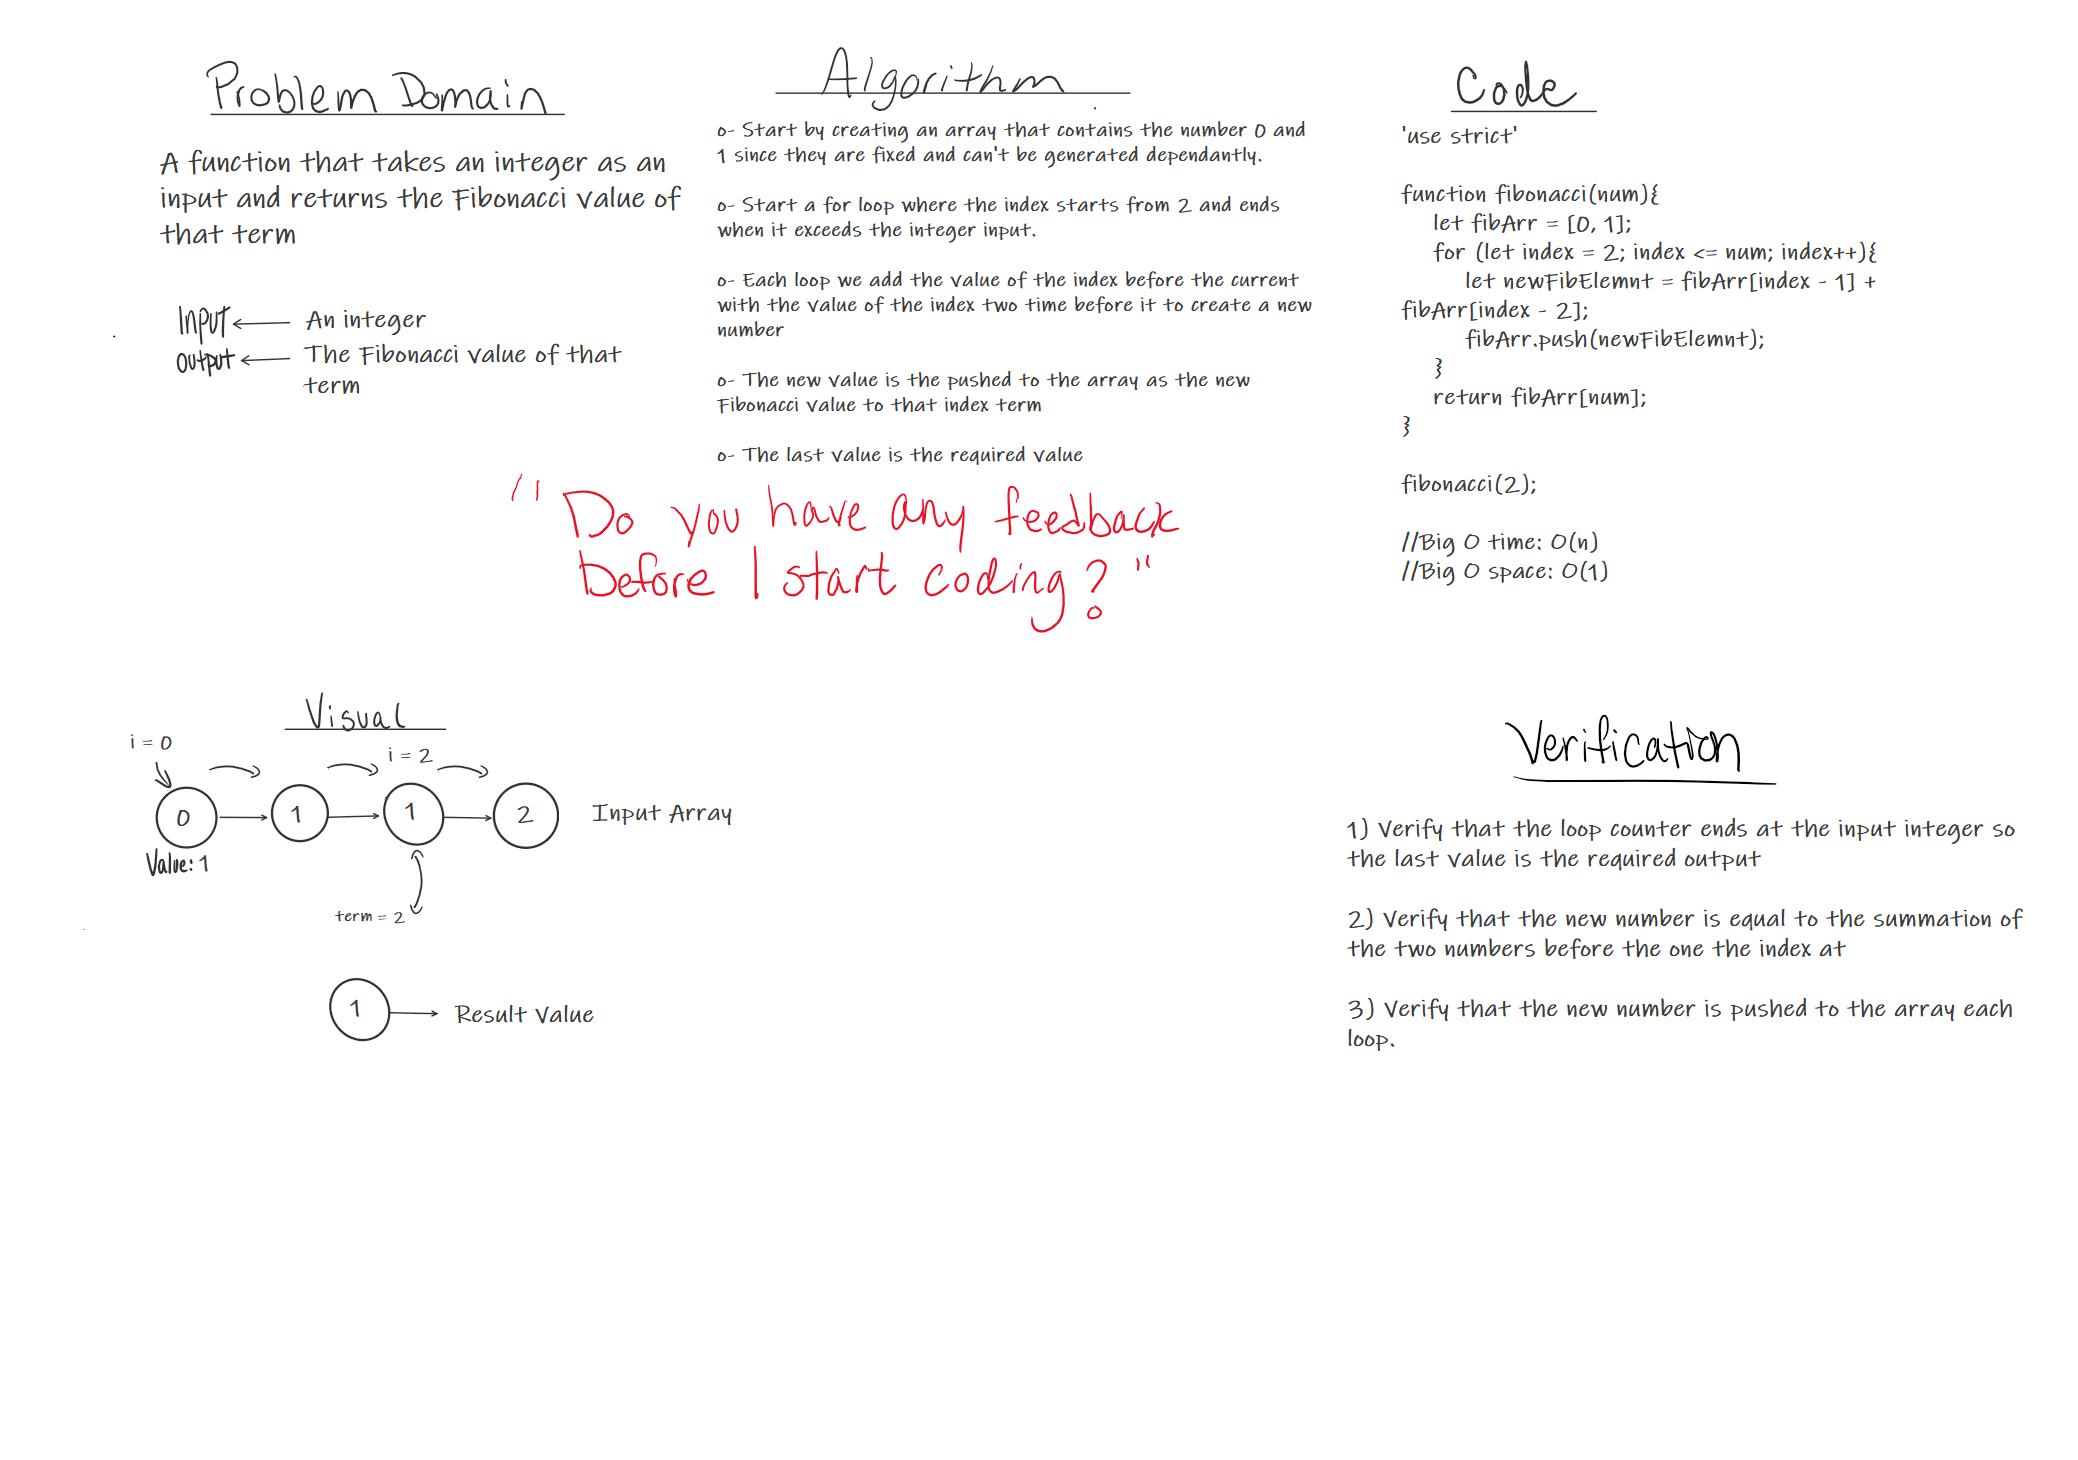 Problem Domain
A function that takes an integer as an
input and returns the Fibonacci value of
that term
Input
An integer
output
The Fibonacci value of that
term
Algorithm
o- Start by creating an array that contains the number 0 and
1 since they are fixed and can't be generated dependantly.
o- Start a for loop where the index starts from 2 and ends
when it exceeds the integer input.
o- Each loop we add the value of the index before the current
with the value of the index two time before it to create a new
number
o- The new value is the pushed to the array as the new
Fibonacci value to that index term
o- The last value is the required value
" Do you have any feedback
before I start coding? "
Code
'use strict'
function fibonacci(num){
let fibArr = [0, 1];
for (let index = 2; index <= num; index++){
let newFibElemnt = fibArr[index - 1] +
fibArr[index - 2];
fibArr.push(newFibElemnt);
}
return fibArr[num];
}
fibonacci(2);
//Big O time: O(n)
//Big O space: O(1)
Visual
i = 0
i = 2
0
1
1
2
Input Array
Value: 1
term = 2
1
Result Value
Verification
1) Verify that the loop counter ends at the input integer so
the last value is the required output
2) Verify that the new number is equal to the summation of
the two numbers before the one the index at
3) Verify that the new number is pushed to the array each
loop.